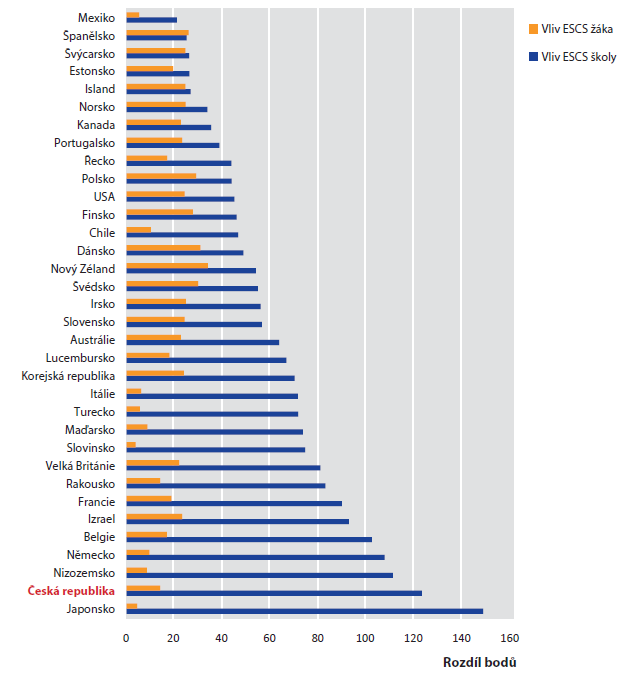 Mexiko
Španělsko
Švýcarsko
Estonsko
Island
Norsko
Kanada
Portugalsko
Řecko
Polsko
USA
Finsko
Chile
Dánsko
Nový Zéland
Švédsko
Irsko
Slovensko
Austrálie
Lucembursko
Korejská republika
Itálie
Turecko
Maďarsko
Slovinsko
Velká Británie
Rakousko
Francie
Izrael
Belgie
Německo
Nizozemsko
Česká republika
Japonsko
0 20 40 60 80 100 120 140 160
Rozdíl bodů
Vliv ESCS žáka
Vliv ESCS školy